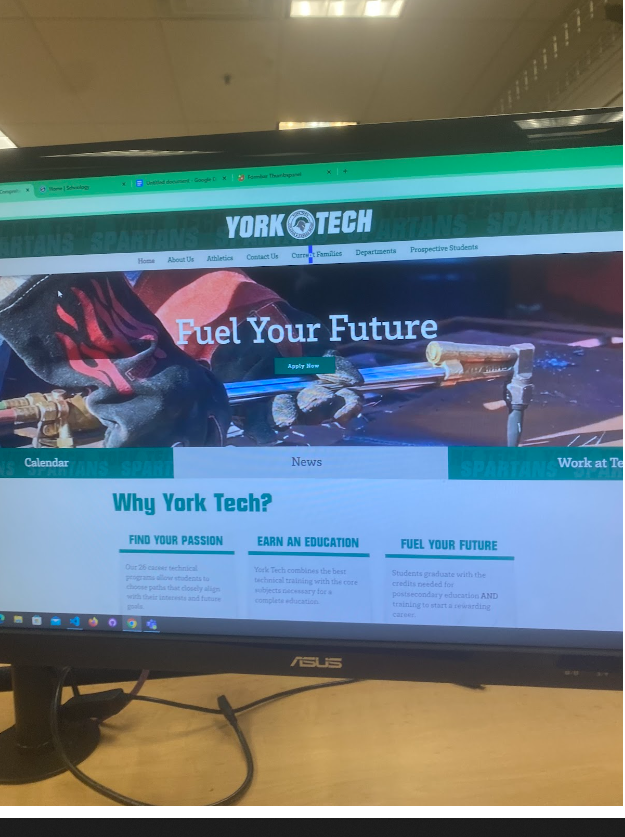 Home | Schoology
Untitled document - Google D
YORK TECH
Home About Us Athletics Contact Us Current Families Departments Prospective Students
Fuel Your Future
Apply Now
Calendar
News
Work at Te
SPARTANS
Why York Tech?
FIND YOUR PASSION
Our 26 career-technical
programs allow students to
choose paths that closely align
with their interests and future
goals.
EARN AN EDUCATION
York Tech combines the best
technical training with the core
subjects necessary for a
complete education.
FUEL YOUR FUTURE
Students graduate with the
credits needed for
postsecondary education AND
training to start a rewarding
career.
ASUS